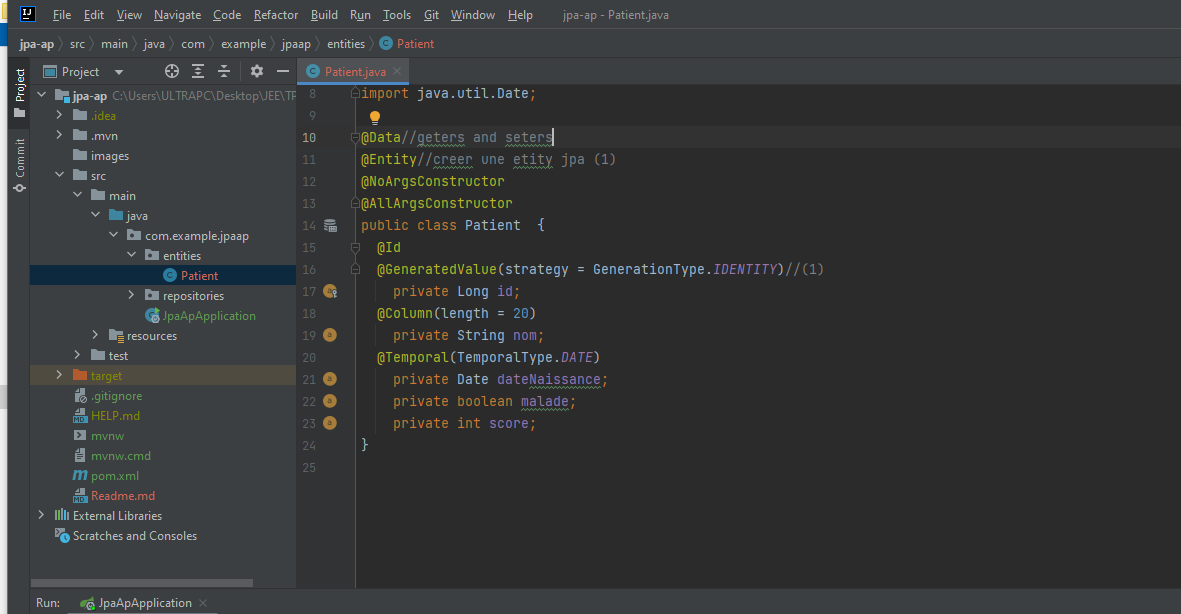 File Edit View Navigate Code Refactor Build Run Tools Git Window Help jpa-ap - Patient.java
jpa-ap src main java com example jpaap entities Patient
Project
Commit
Project
Patient.java
jpa-ap C:\Users\ULTRAPC\Desktop\JEE\TP
.idea
.mvn
images
src
main
java
com.example.jpaap
entities
Patient
repositories
JpaApApplication
resources
test
target
.gitignore
HELP.md
mvnw
mvnw.cmd
pom.xml
Readme.md
External Libraries
Scratches and Consoles
8 import java.util.Date;
9
10 @Data//geters and seters
11 @Entity//creer une etity jpa (1)
12 @NoArgsConstructor
13 @AllArgsConstructor
14 public class Patient {
15 @Id
16 @GeneratedValue(strategy = GenerationType.IDENTITY)//(1)
17 private Long id;
18 @Column(length = 20)
19 private String nom;
20 @Temporal(TemporalType.DATE)
21 private Date dateNaissance;
22 private boolean malade;
23 private int score;
24 }
25
Run: JpaApApplication